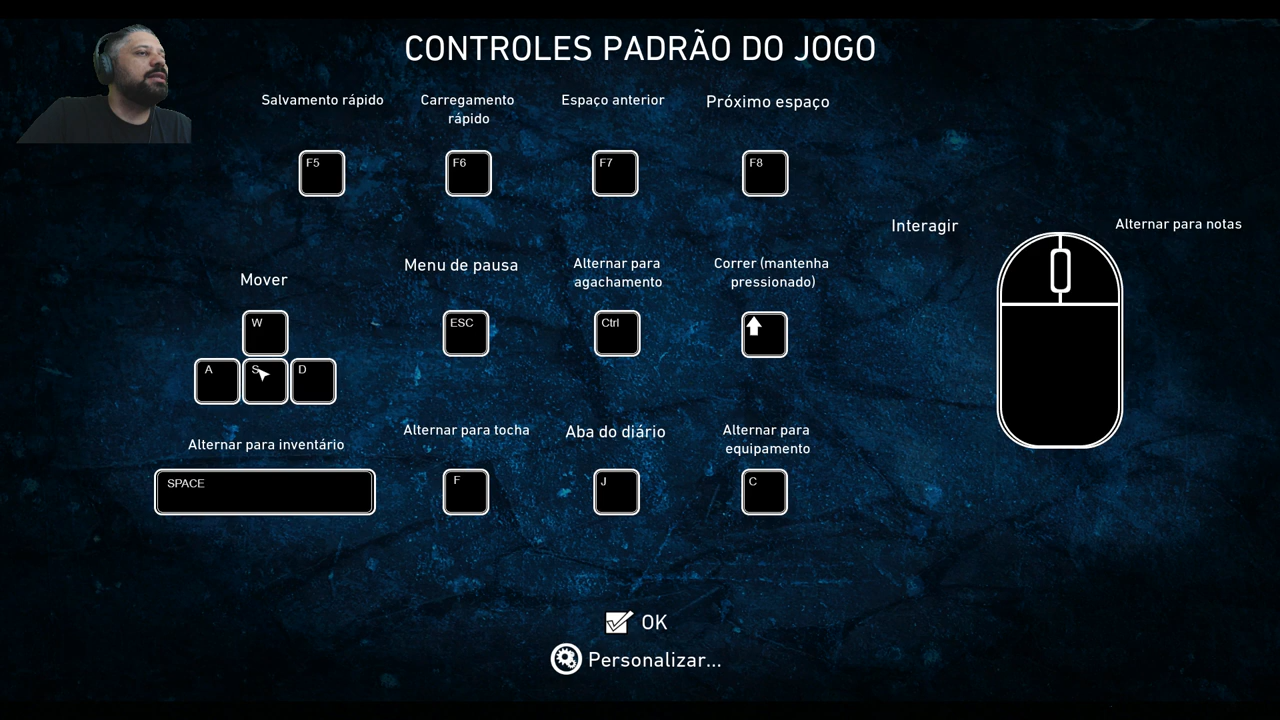 CONTROLES PADRÃO DO JOGO
Salvamento rápido
Carregamento
rápido
Espaço anterior
Próximo espaço
F5
F6
F7
F8
Interagir
Alternar para notas
Mover
Menu de pausa
Alternar para
agachamento
Correr (mantenha
pressionado)
W
ESC
Ctrl
A
S
D
Alternar para inventário
Alternar para tocha
Aba do diário
Alternar para
equipamento
SPACE
F
J
C
OK
Personalizar...